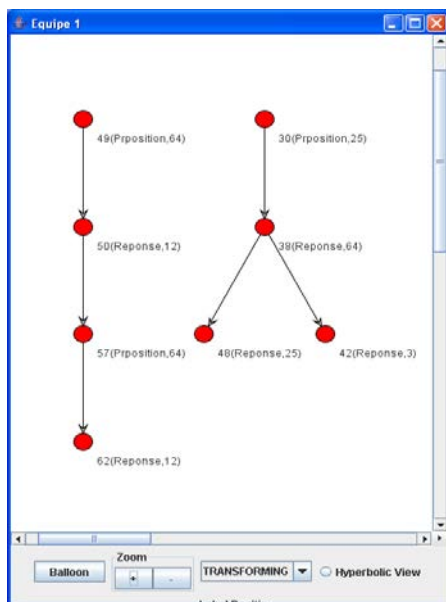 Equipe 1
49(Prposition,64)
30(Prposition,25)
50(Reponse,12)
38(Reponse,64)
57(Prposition,64)
48(Reponse,25)
42(Reponse,3)
62(Reponse,12)
Zoom
Balloon
+
-
TRANSFORMING
Hyperbolic View